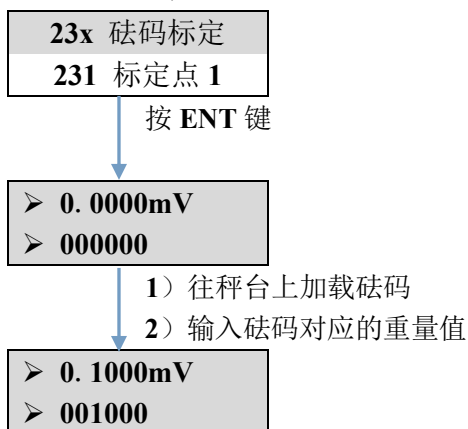 23x 砝码标定
231 标定点 1
按 ENT 键
➢ 0.0000mV
➢ 000000
1）往秤台上加载砝码
2）输入砝码对应的重量值
➢ 0.1000mV
➢ 001000